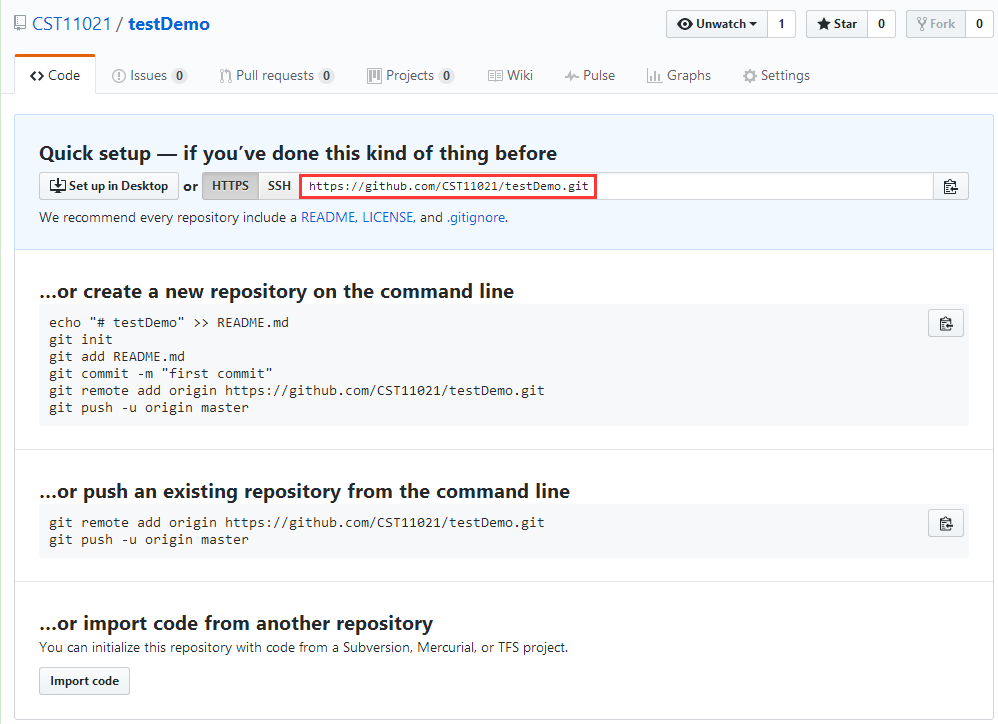 CST11021 / testDemo
Unwatch 1 Star 0 Fork 0
Code Issues 0 Pull requests 0 Projects 0 Wiki Pulse Graphs Settings
Quick setup — if you’ve done this kind of thing before
Set up in Desktop or HTTPS SSH https://github.com/CST11021/testDemo.git
We recommend every repository include a README, LICENSE, and .gitignore.
…or create a new repository on the command line
echo "# testDemo" >> README.md
git init
git add README.md
git commit -m "first commit"
git remote add origin https://github.com/CST11021/testDemo.git
git push -u origin master
…or push an existing repository from the command line
git remote add origin https://github.com/CST11021/testDemo.git
git push -u origin master
…or import code from another repository
You can initialize this repository with code from a Subversion, Mercurial, or TFS project.
Import code